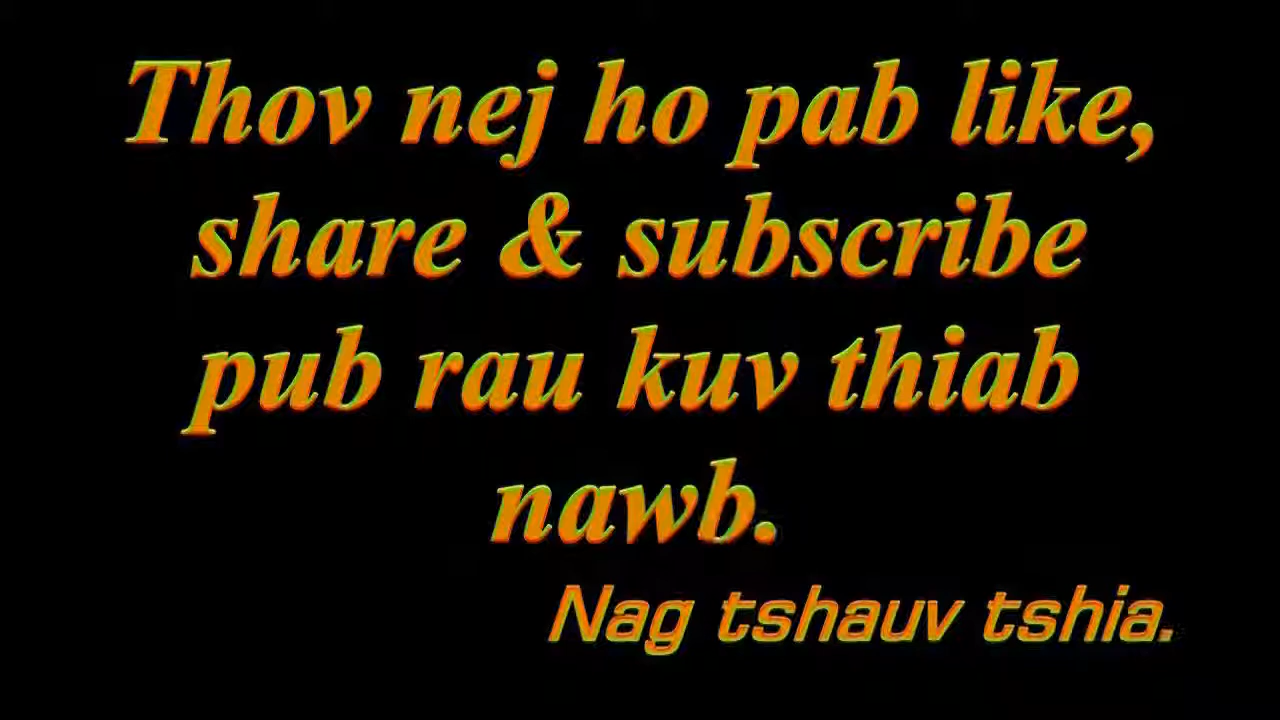 Thov nej ho pab like,
share & subscribe
pub rau kuv thiab
nawb.
Nag tshauv tshia.